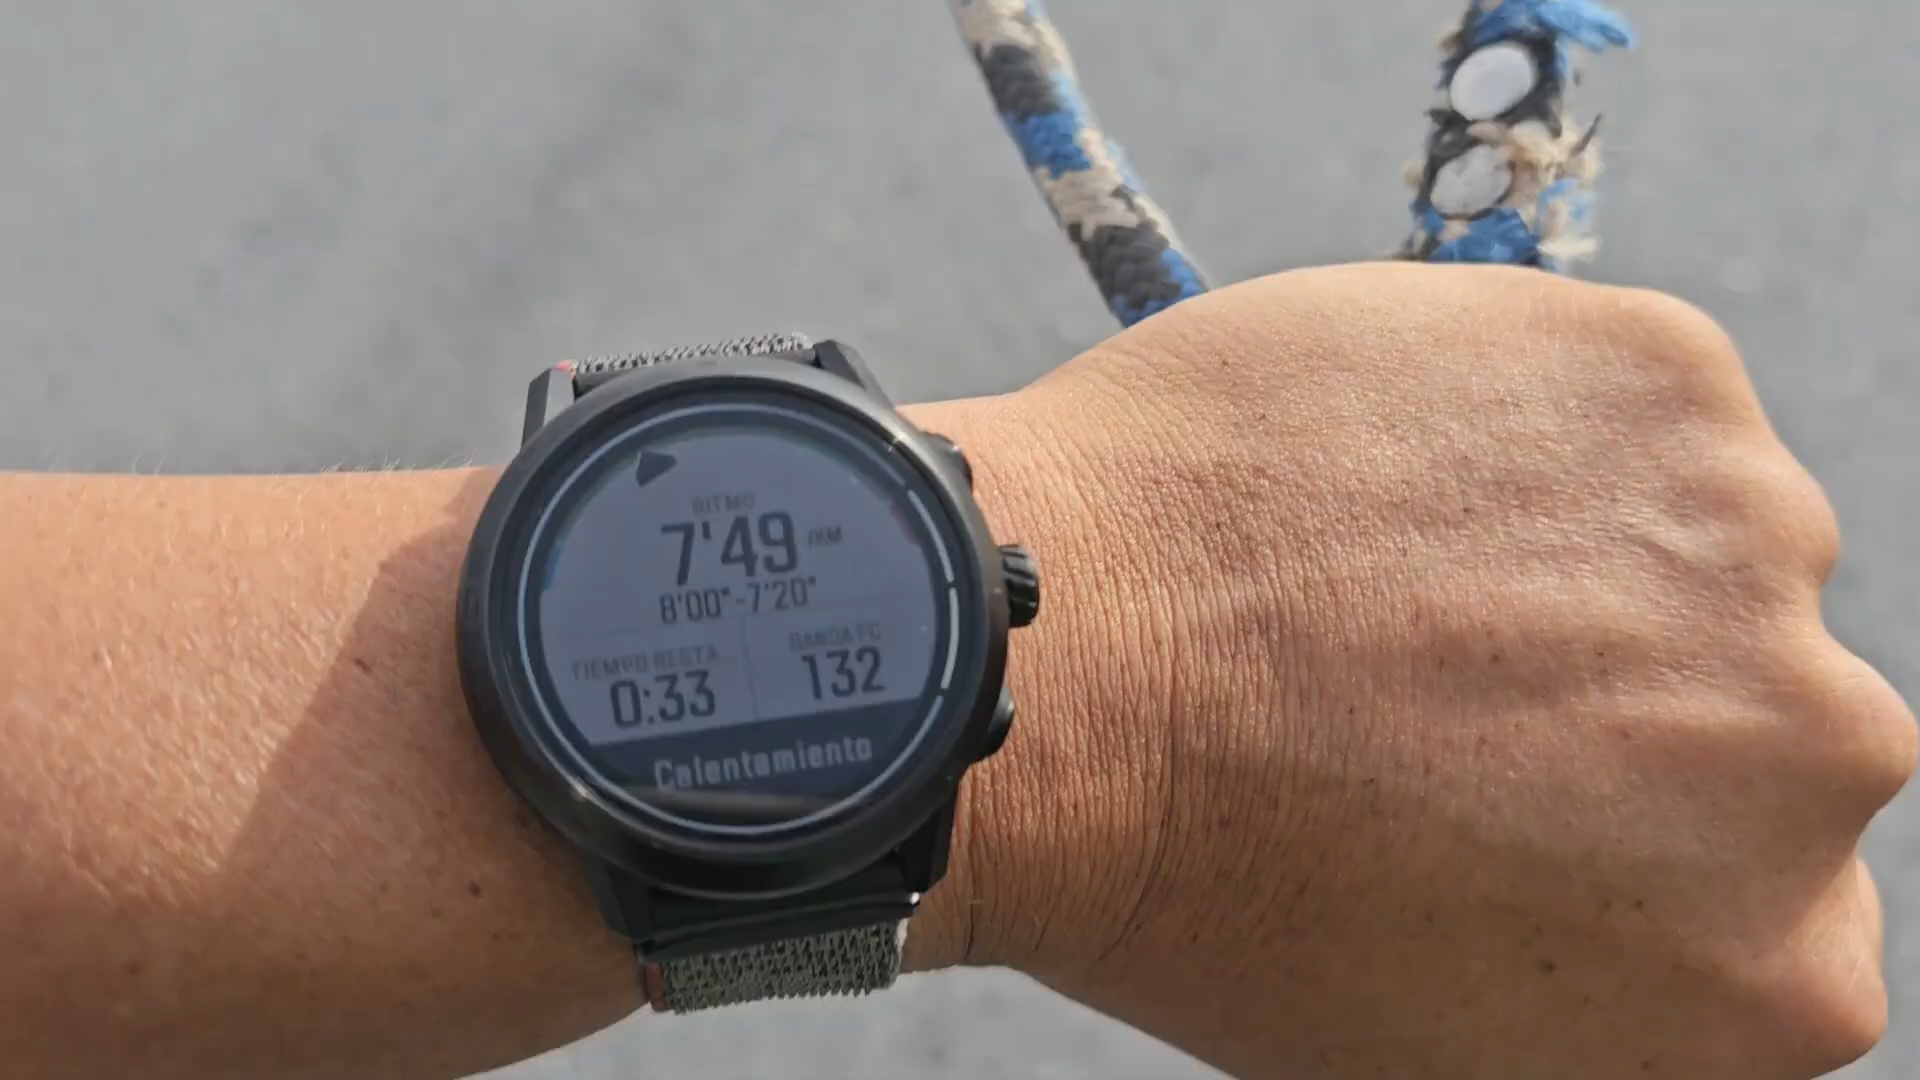 RITMO
7'49 /KM
8'00"-7'20"
TIEMPO RESTA...
0:33
BANDA FC
132
Calentamiento